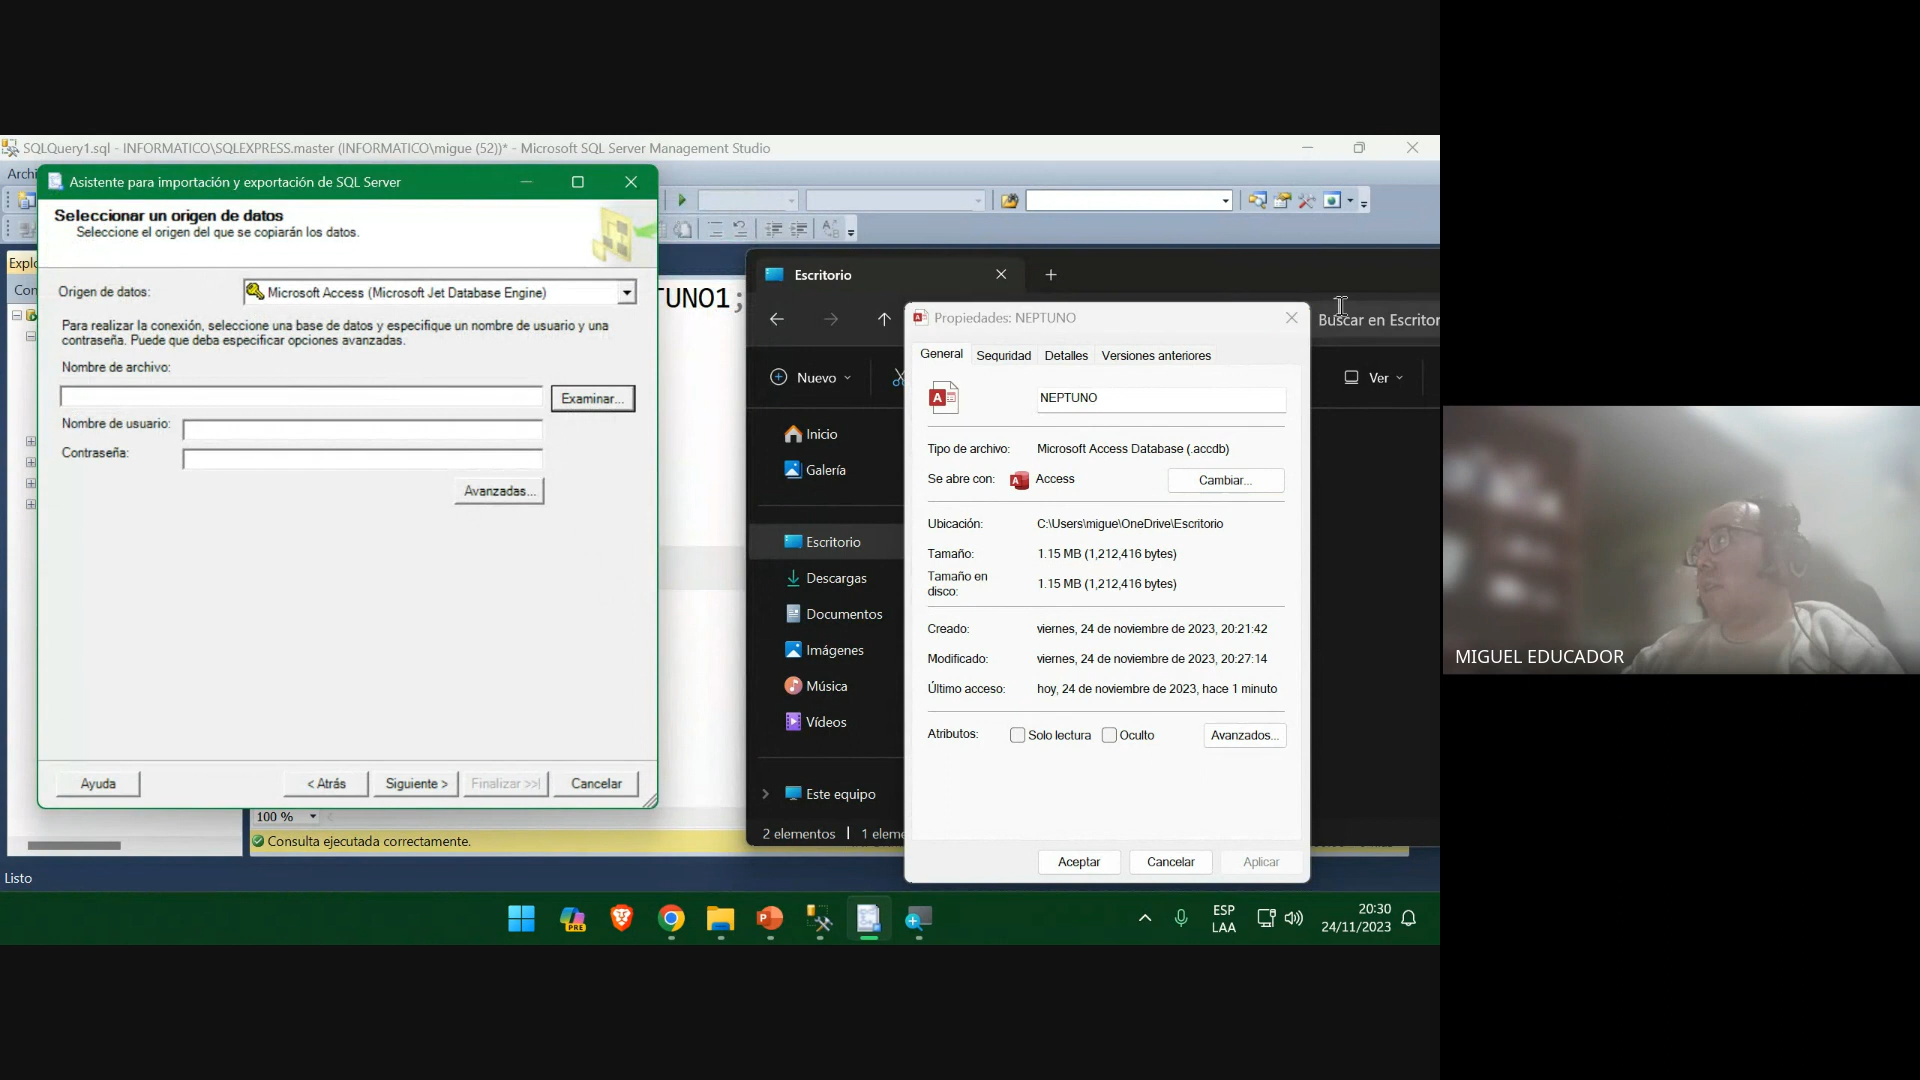 SQLQuery1.sql - INFORMATICO\SQLEXPRESS.master (INFORMATICO\migue (52))* - Microsoft SQL Server Management Studio
Archi
Asistente para importación y exportación de SQL Server
Seleccionar un origen de datos
Seleccione el origen del que se copiarán los datos.
Explo
Con
Origen de datos:
Microsoft Access (Microsoft Jet Database Engine)
Para realizar la conexión, seleccione una base de datos y especifique un nombre de usuario y una
contraseña. Puede que deba especificar opciones avanzadas.
Nombre de archivo:
Examinar...
Nombre de usuario:
Contraseña:
Avanzadas...
Ayuda
< Atrás
Siguiente >
Finalizar >>|
Cancelar
TUNO1;
100 %
Consulta ejecutada correctamente.
Listo
Escritorio
Buscar en Escritor
Nuevo
Ver
Inicio
Galería
Escritorio
Descargas
Documentos
Imágenes
Música
Vídeos
Este equipo
2 elementos
1 eleme
Propiedades: NEPTUNO
General
Seguridad
Detalles
Versiones anteriores
NEPTUNO
Tipo de archivo: Microsoft Access Database (.accdb)
Se abre con: Access
Cambiar...
Ubicación: C:\Users\migue\OneDrive\Escritorio
Tamaño: 1.15 MB (1,212,416 bytes)
Tamaño en
disco: 1.15 MB (1,212,416 bytes)
Creado: viernes, 24 de noviembre de 2023, 20:21:42
Modificado: viernes, 24 de noviembre de 2023, 20:27:14
Último acceso: hoy, 24 de noviembre de 2023, hace 1 minuto
Atributos: Solo lectura Oculto Avanzados...
Aceptar
Cancelar
Aplicar
PRE
ESP
LAA
20:30
24/11/2023
MIGUEL EDUCADOR